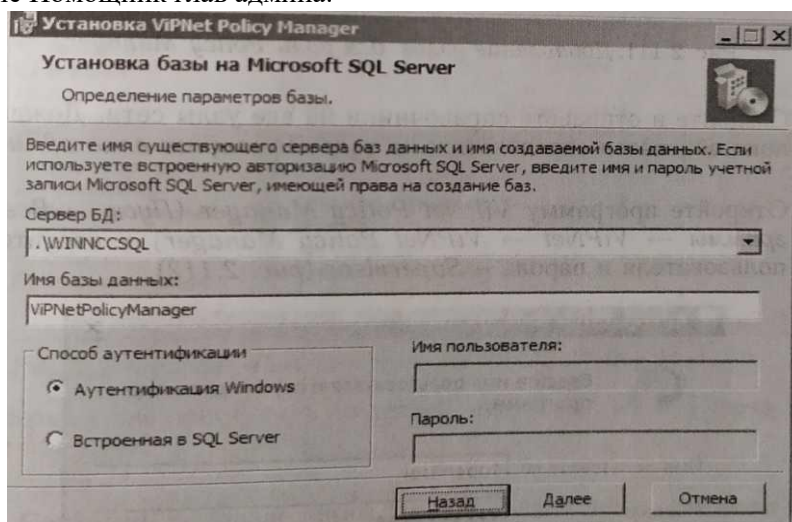 Помощник глав админа.
Установка ViPNet Policy Manager
Установка базы на Microsoft SQL Server
Определение параметров базы.
Введите имя существующего сервера баз данных и имя создаваемой базы данных. Если
используете встроенную авторизацию Microsoft SQL Server, введите имя и пароль учетной
записи Microsoft SQL Server, имеющей права на создание баз.
Сервер БД:
.\WINNCCSQL
Имя базы данных:
ViPNetPolicyManager
Способ аутентификации
Аутентификация Windows
Встроенная в SQL Server
Имя пользователя:
Пароль:
Назад Далее Отмена